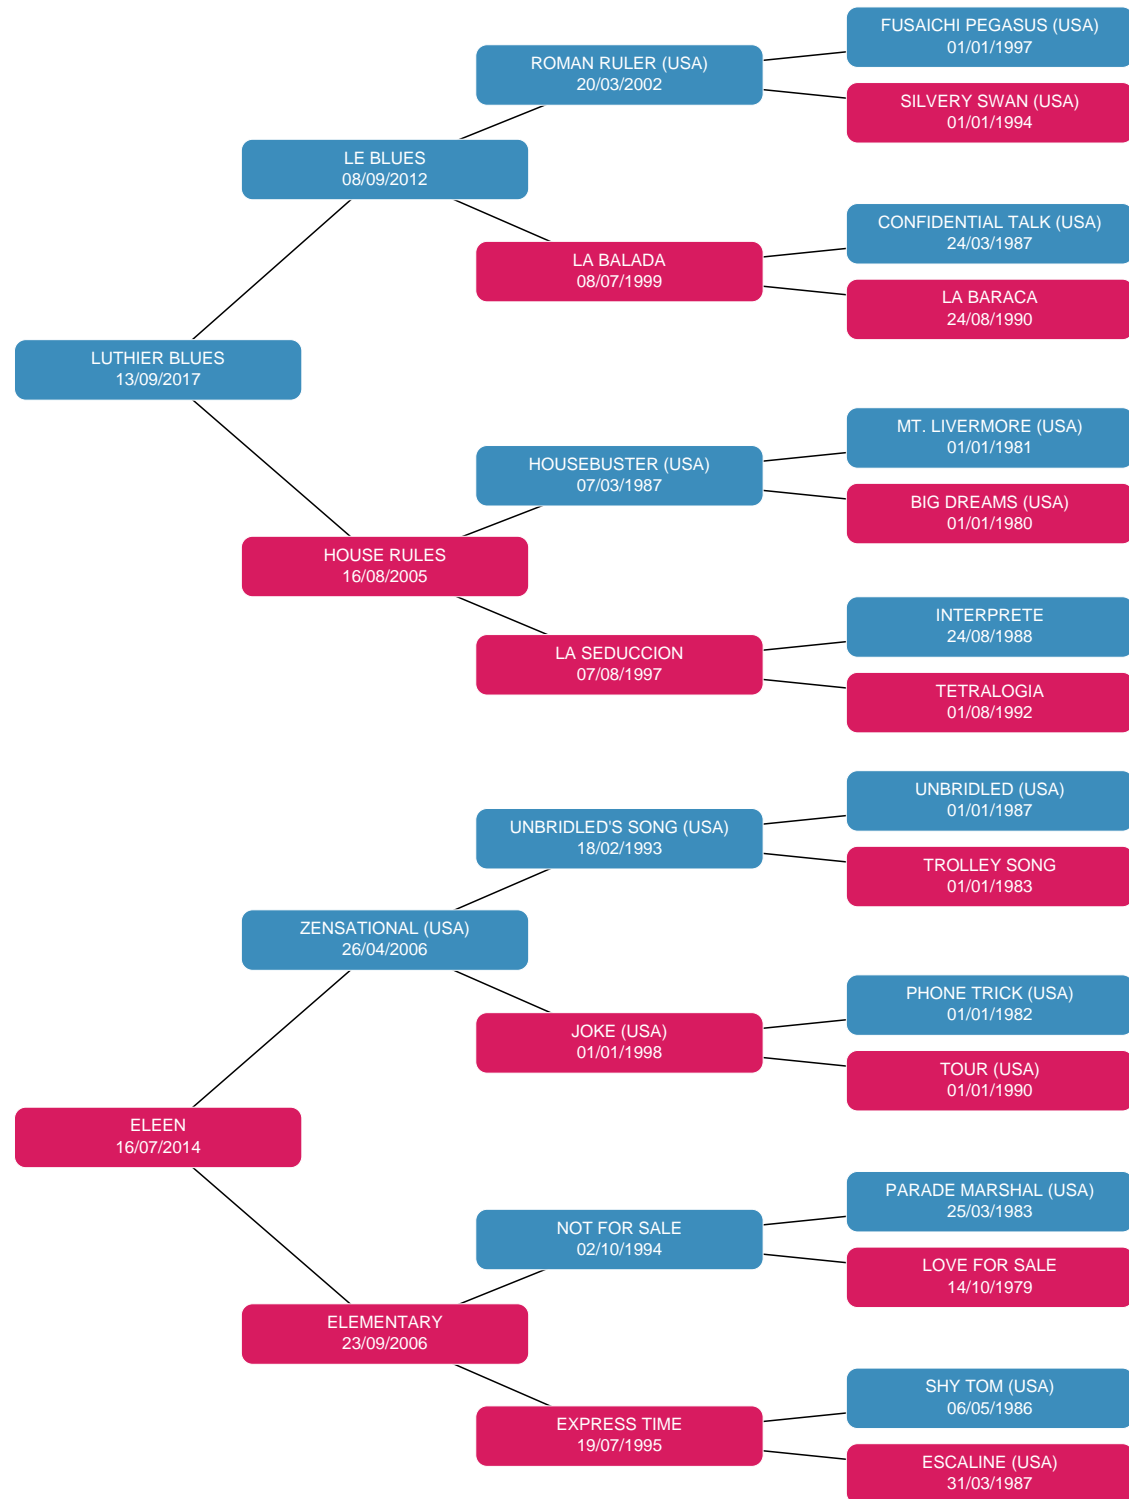 FUSAICHI PEGASUS (USA)
01/01/1997
ROMAN RULER (USA)
20/03/2002
SILVERY SWAN (USA)
01/01/1994
LE BLUES
08/09/2012
CONFIDENTIAL TALK (USA)
24/03/1987
LA BALADA
08/07/1999
LA BARACA
24/08/1990
LUTHIER BLUES
13/09/2017
MT. LIVERMORE (USA)
01/01/1981
HOUSEBUSTER (USA)
07/03/1987
BIG DREAMS (USA)
01/01/1980
HOUSE RULES
16/08/2005
INTERPRETE
24/08/1988
LA SEDUCCION
07/08/1997
TETRALOGIA
01/08/1992
UNBRIDLED (USA)
01/01/1987
UNBRIDLED'S SONG (USA)
18/02/1993
TROLLEY SONG
01/01/1983
ZENSATIONAL (USA)
26/04/2006
PHONE TRICK (USA)
01/01/1982
JOKE (USA)
01/01/1998
TOUR (USA)
01/01/1990
ELEEN
16/07/2014
PARADE MARSHAL (USA)
25/03/1983
NOT FOR SALE
02/10/1994
LOVE FOR SALE
14/10/1979
ELEMENTARY
23/09/2006
SHY TOM (USA)
06/05/1986
EXPRESS TIME
19/07/1995
ESCALINE (USA)
31/03/1987